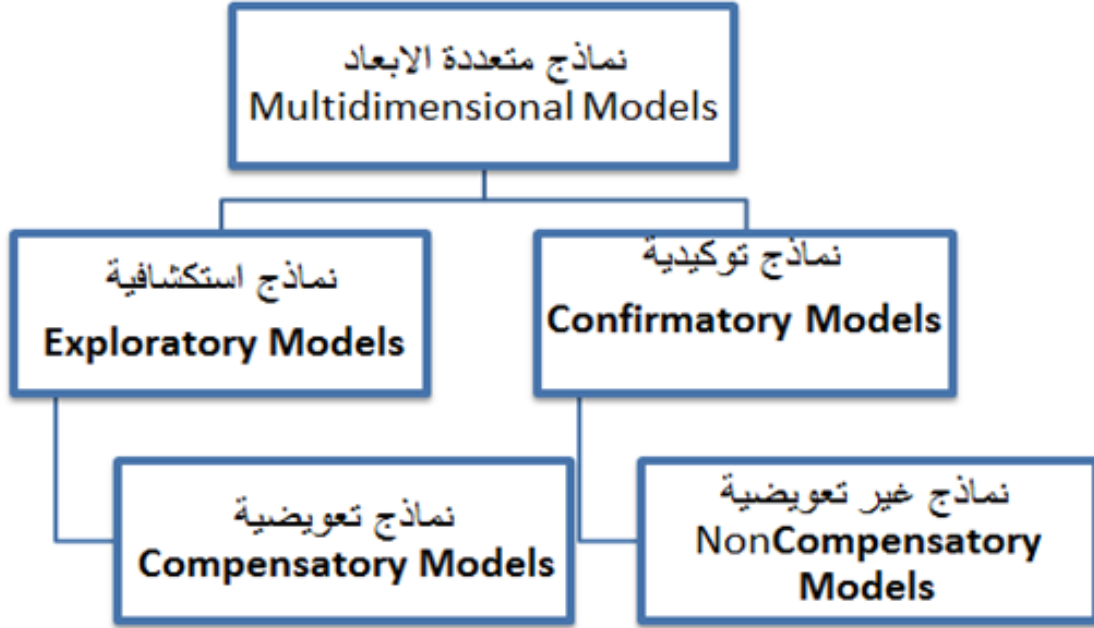 نماذج متعددة الابعاد
Multidimensional Models
نماذج استكشافية
Exploratory Models
نماذج توكيدية
Confirmatory Models
نماذج تعويضية
Compensatory Models
نماذج غير تعويضية
NonCompensatory
Models